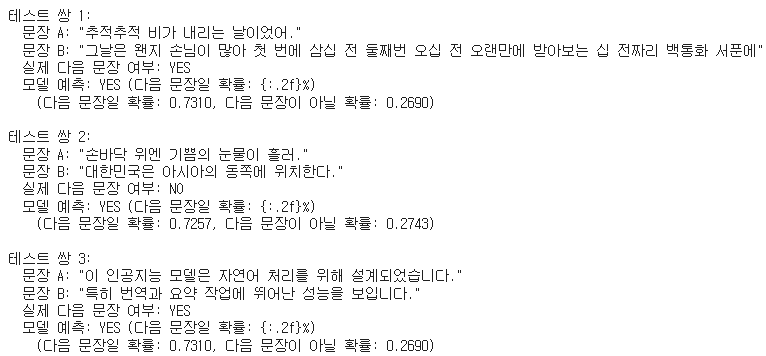 테스트 쌍 1:
문장 A: "추적추적 비가 내리는 날이었어."
문장 B: "그날은 왠지 손님이 많아 첫 번에 삼십 전 둘째번 오십 전 오랜만에 받아보는 십 전짜리 백통화 서푼에"
실제 다음 문장 여부: YES
모델 예측: YES (다음 문장일 확률: {:.2f}%)
(다음 문장일 확률: 0.7310, 다음 문장이 아닐 확률: 0.2690)
테스트 쌍 2:
문장 A: "손바닥 위엔 기쁨의 눈물이 흘러."
문장 B: "대한민국은 아시아의 동쪽에 위치한다."
실제 다음 문장 여부: NO
모델 예측: YES (다음 문장일 확률: {:.2f}%)
(다음 문장일 확률: 0.7257, 다음 문장이 아닐 확률: 0.2743)
테스트 쌍 3:
문장 A: "이 인공지능 모델은 자연어 처리를 위해 설계되었습니다."
문장 B: "특히 번역과 요약 작업에 뛰어난 성능을 보입니다."
실제 다음 문장 여부: YES
모델 예측: YES (다음 문장일 확률: {:.2f}%)
(다음 문장일 확률: 0.7310, 다음 문장이 아닐 확률: 0.2690)